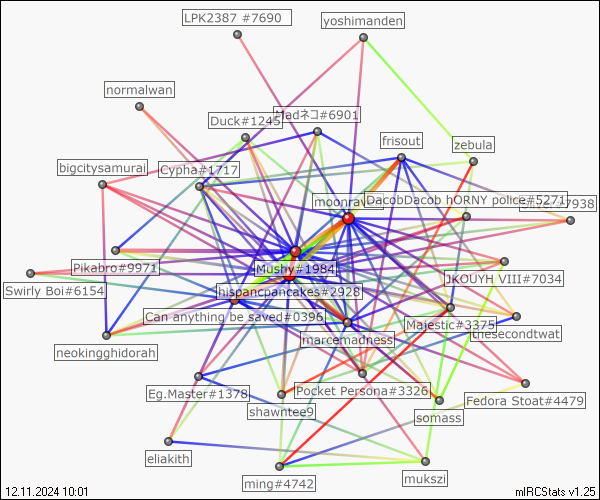 LPK2387 #7690
yoshimanden
normalwan
Duck#1245
Madネコ#6901
frisout
zebula
bigcitysamurai
Cypha#1717
DacobDacob hORNY police#5271
Pikabro#9971
Mushy#1984
Swirly Boi#6154
hispancpancakes#2928
JKOUYH VIII#7034
Can anything be saved#0396
Majestic#3375
thesecondtwat
marcemadness
neokingghidorah
Eg.Master#1378
Pocket Persona#3326
Fedora Stoat#4479
shawntee9
somass
eliakith
ming#4742
mukszi
12.11.2024 10:01
mIRCStats v1.25